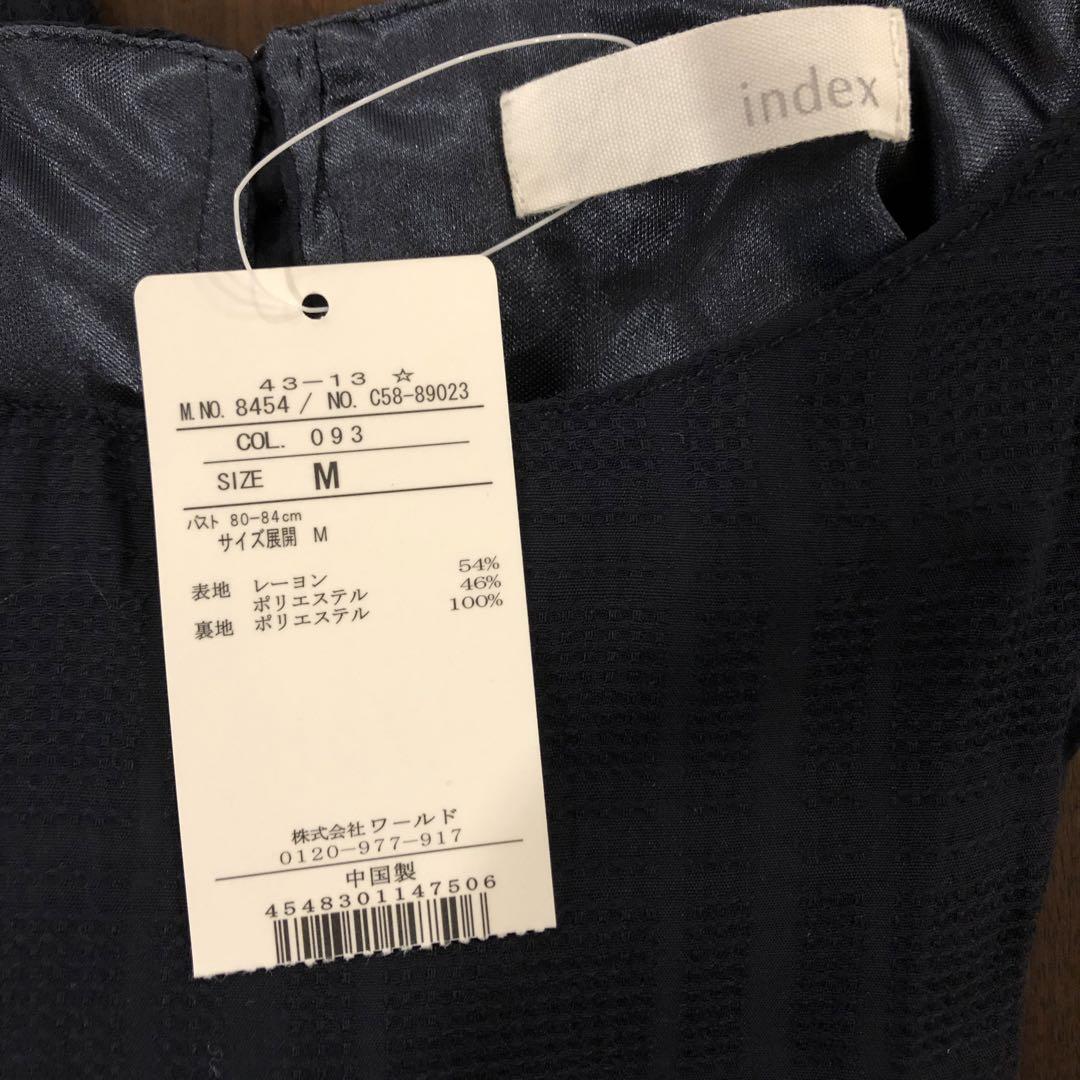 index
43-13 ☆
M.NO. 8454 / NO. C58-89023
COL. 093
SIZE M
バスト 80-84cm
サイズ展開 M
表地 レーヨン 54%
ポリエステル 46%
裏地 ポリエステル 100%
株式会社ワールド
0120-977-917
中国製
4548301147506